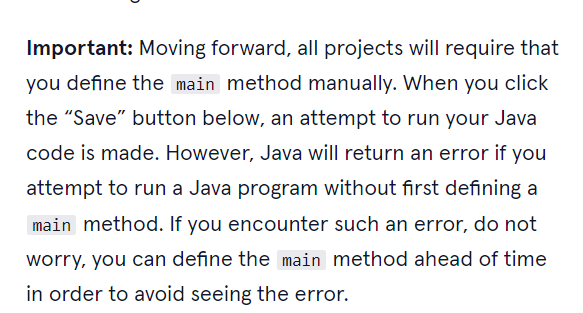 Important: Moving forward, all projects will require that
you define the main method manually. When you click
the “Save” button below, an attempt to run your Java
code is made. However, Java will return an error if you
attempt to run a Java program without first defining a
main method. If you encounter such an error, do not
worry, you can define the main method ahead of time
in order to avoid seeing the error.